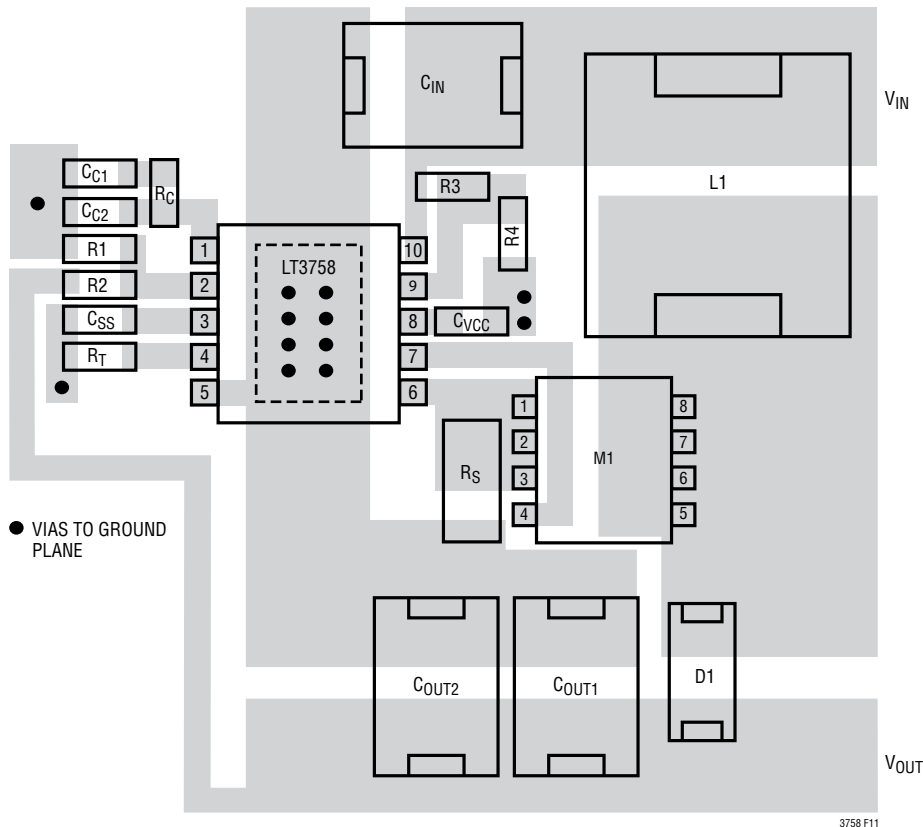 CIN
VIN
L1
CC1
RC
R3
CC2
R4
R1
1
LT3758
10
R2
2
9
CSS
3
8
CVCC
RT
4
7
5
6
1
8
2
M1
7
RS
3
6
4
5
● VIAS TO GROUND
PLANE
COUT2
COUT1
D1
VOUT
3758 F11